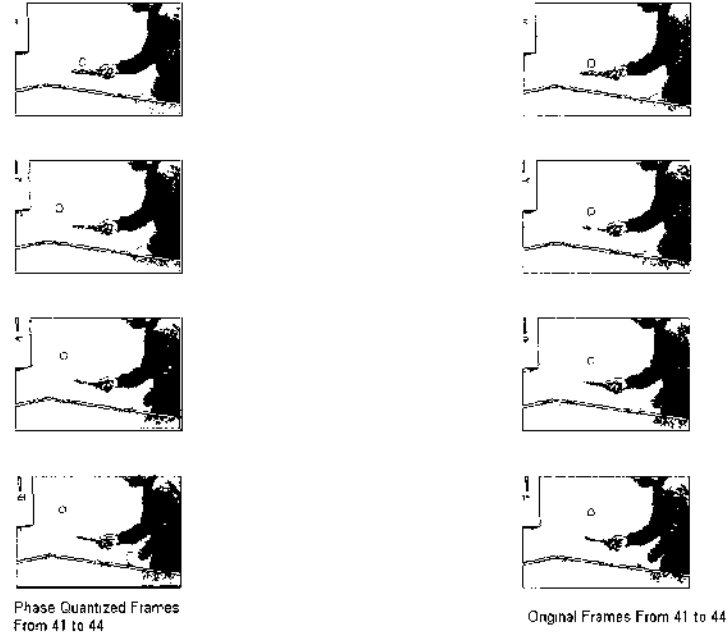 Phase Quantized Frames
From 41 to 44
Original Frames From 41 to 44